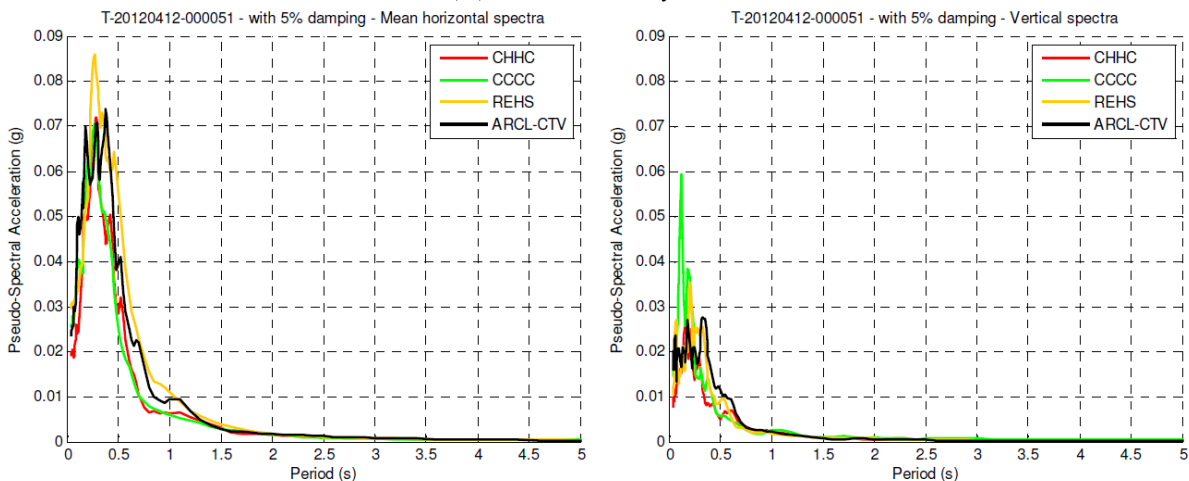 T-20120412-000051 - with 5% damping - Mean horizontal spectra
0.09
0.08
0.07
0.06
0.05
0.04
0.03
0.02
0.01
0
Pseudo-Spectral Acceleration (g)
CHHC
CCCC
REHS
ARCL-CTV
0 0.5 1 1.5 2 2.5 3 3.5 4 4.5 5
Period (s)
T-20120412-000051 - with 5% damping - Vertical spectra
0.09
0.08
0.07
0.06
0.05
0.04
0.03
0.02
0.01
0
Pseudo-Spectral Acceleration (g)
CHHC
CCCC
REHS
ARCL-CTV
0 0.5 1 1.5 2 2.5 3 3.5 4 4.5 5
Period (s)